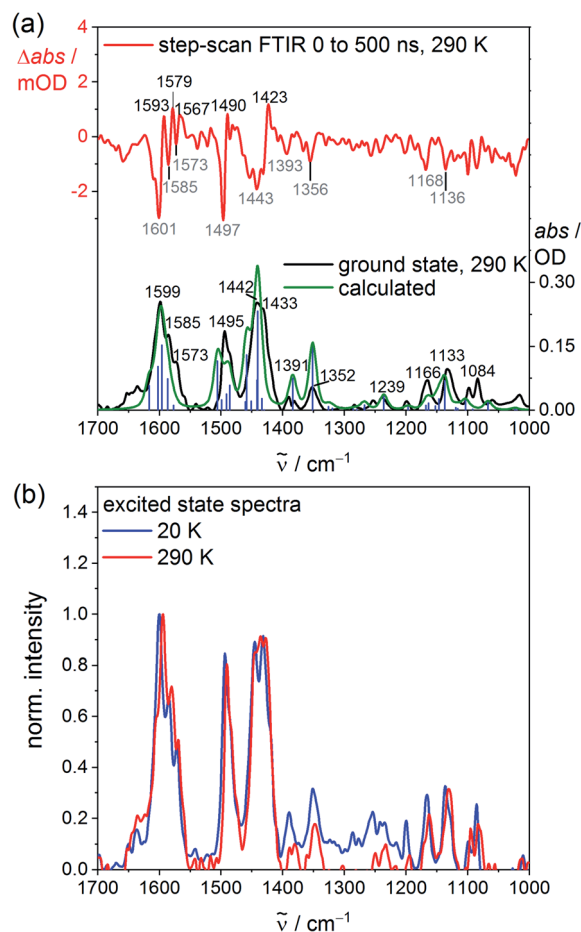 (a)
4
2
0
-2
Δabs /
mOD
step-scan FTIR 0 to 500 ns, 290 K
1579
1593
1567
1490
1423
1573
1585
1601
1497
1443
1393
1356
1168
1136
abs /
OD
0.30
0.15
0.00
ground state, 290 K
calculated
1599
1585
1573
1495
1442
1433
1391
1352
1239
1166
1133
1084
1700 1600 1500 1400 1300 1200 1100 1000
ṽ / cm⁻¹
(b)
excited state spectra
20 K
290 K
norm. intensity
1.4
1.2
1.0
0.8
0.6
0.4
0.2
0.0
1700 1600 1500 1400 1300 1200 1100 1000
ṽ / cm⁻¹